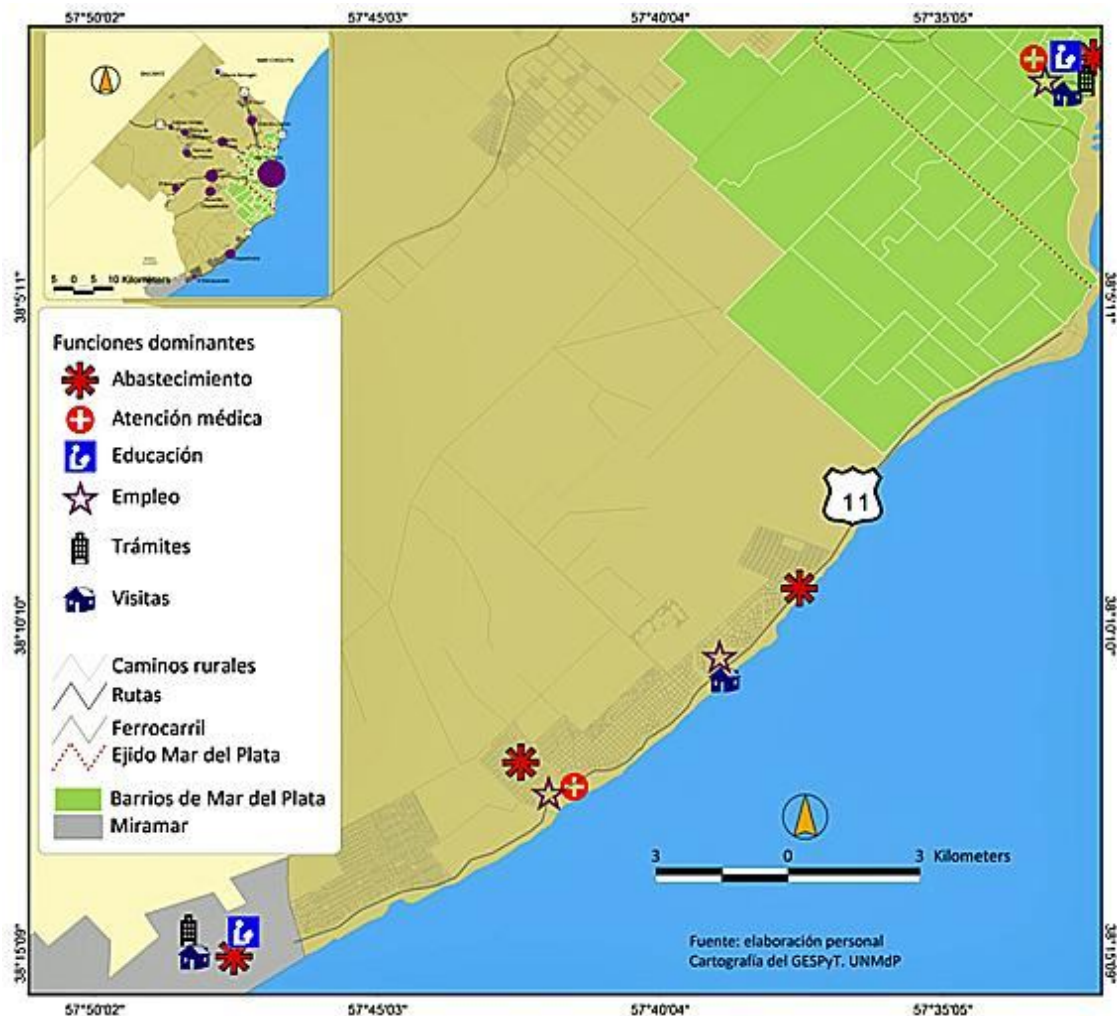 57°50'02" 57°45'03" 57°40'04" 57°35'05"
5 0 5 10 Kilometers
38°5'11" 38°5'11"
Funciones dominantes
Abastecimiento
Atención médica
Educación
Empleo
Trámites
Visitas
Caminos rurales
Rutas
Ferrocarril
Ejido Mar del Plata
Barrios de Mar del Plata
Miramar
11
38°10'10" 38°10'10"
3 0 3 Kilometers
Fuente: elaboración personal
Cartografía del GESPyT. UNMdP
38°15'09" 38°15'09"
57°50'02" 57°45'03" 57°40'04" 57°35'05"